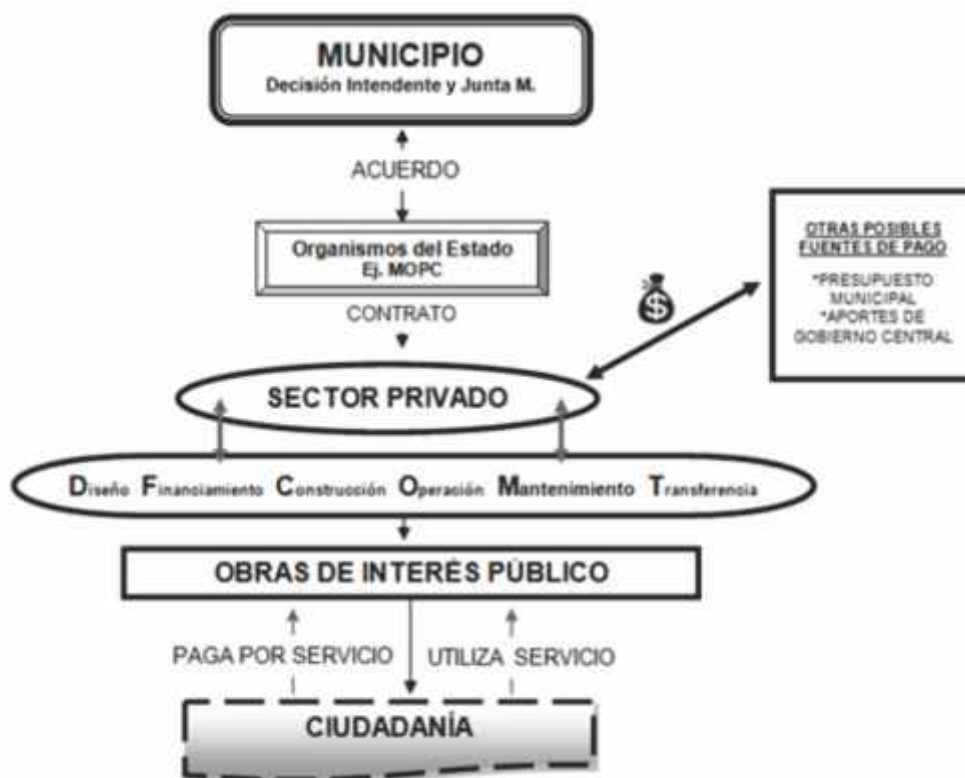 MUNICIPIO
Decisión Intendente y Junta M.
ACUERDO
Organismos del Estado
Ej. MOPC
CONTRATO
OTRAS POSIBLES
FUENTES DE PAGO
*PRESUPUESTO
MUNICIPAL
*APORTES DE
GOBIERNO CENTRAL
$
SECTOR PRIVADO
Diseño Financiamiento Construcción Operación Mantenimiento Transferencia
OBRAS DE INTERÉS PÚBLICO
PAGA POR SERVICIO UTILIZA SERVICIO
CIUDADANÍA